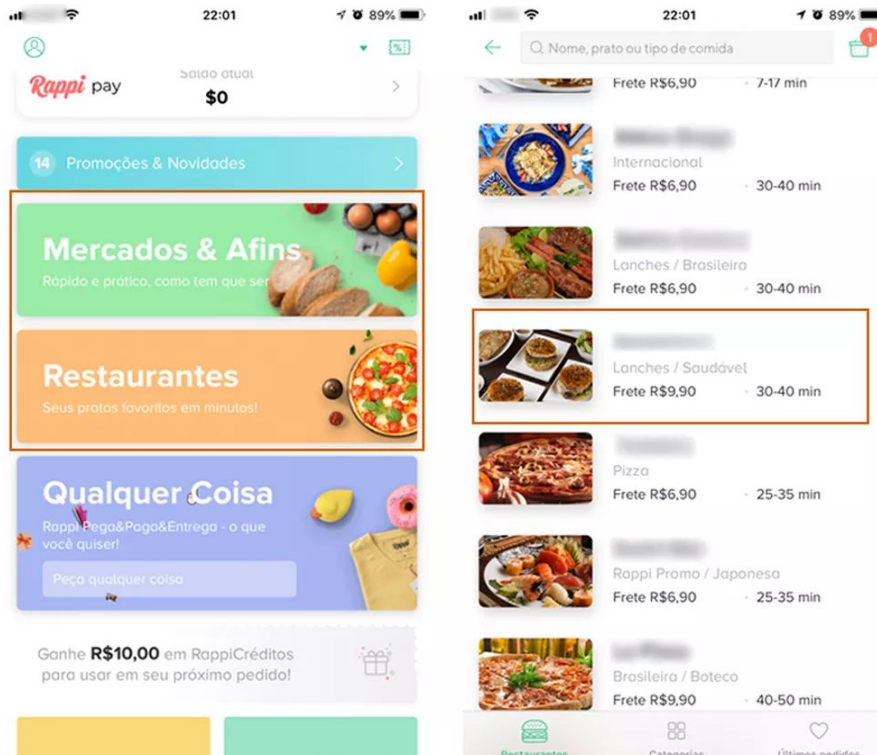 22:01
89%
Rappi pay
Saldo atual
$0
14 Promoções & Novidades
Mercados & Afins
Rápido e prático, como tem que ser
Restaurantes
Seus pratos favoritos em minutos!
Qualquer Coisa
Rappi Pega&Pago&Entrega - o que
você quiser!
Peça qualquer coisa
Ganhe R$10,00 em RappiCréditos
para usar em seu próximo pedido!
22:01
89%
Nome, prato ou tipo de comida
1
Frete R$6,90 7-17 min
Internacional
Frete R$6,90 · 30-40 min
Lanches / Brasileira
Frete R$6,90 · 30-40 min
Lanches / Saudável
Frete R$9,90 · 30-40 min
Pizza
Frete R$6,90 · 25-35 min
Rappi Promo / Japonesa
Frete R$6,90 · 25-35 min
Brasileira / Boteco
Frete R$9,90 · 40-50 min
Restaurantes Categorias Últimos pedidos